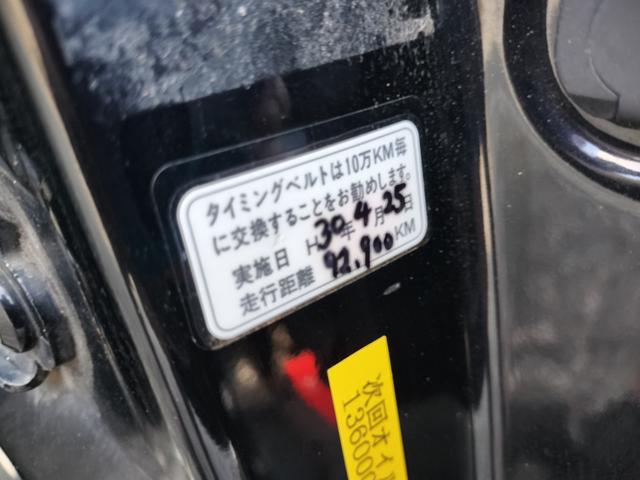 タイミングベルトは10万KM毎
に交換することをお勧めします。
実施日 H30年4月25日
走行距離 92,900KM
次回オイル